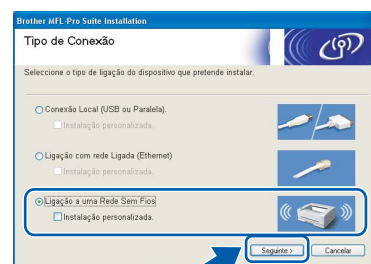 Brother MFL-Pro Suite Installation
Tipo de Conexão
Seleccione o tipo de ligação do dispositivo que pretende instalar.
Conexão Local (USB ou Paralela).
Instalação personalizada.
Ligação com rede Ligada (Ethernet)
Instalação personalizada.
Ligação a uma Rede Sem Fios
Instalação personalizada.
Seguinte >
Cancelar